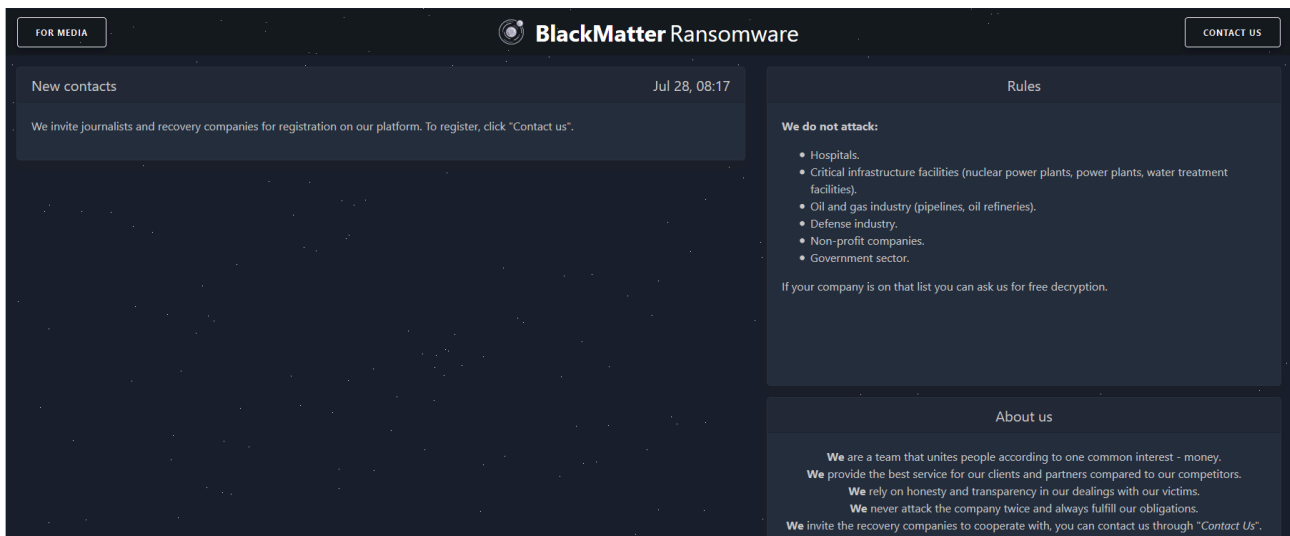 FOR MEDIA
BlackMatter Ransomware
CONTACT US
New contacts
Jul 28, 08:17
We invite journalists and recovery companies for registration on our platform. To register, click "Contact us".
Rules
We do not attack:
• Hospitals.
• Critical infrastructure facilities (nuclear power plants, power plants, water treatment
facilities).
• Oil and gas industry (pipelines, oil refineries).
• Defense industry.
• Non-profit companies.
• Government sector.
If your company is on that list you can ask us for free decryption.
About us
We are a team that unites people according to one common interest - money.
We provide the best service for our clients and partners compared to our competitors.
We rely on honesty and transparency in our dealings with our victims.
We never attack the company twice and always fulfill our obligations.
We invite the recovery companies to cooperate with, you can contact us through "Contact Us".